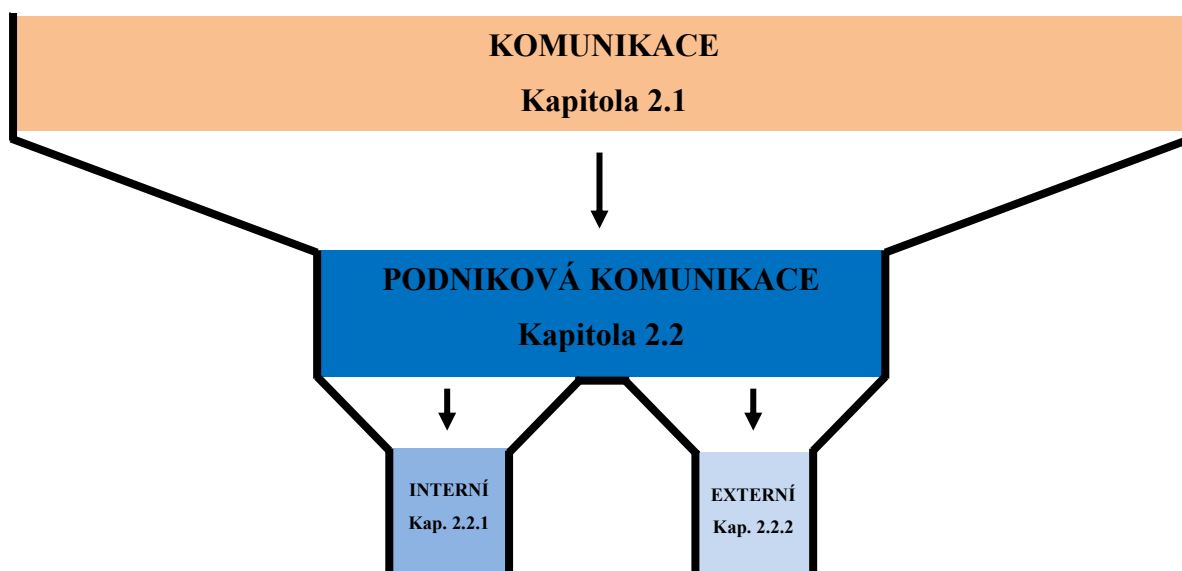 KOMUNIKACE
Kapitola 2.1
PODNIKOVÁ KOMUNIKACE
Kapitola 2.2
INTERNÍ
Kap. 2.2.1
EXTERNÍ
Kap. 2.2.2